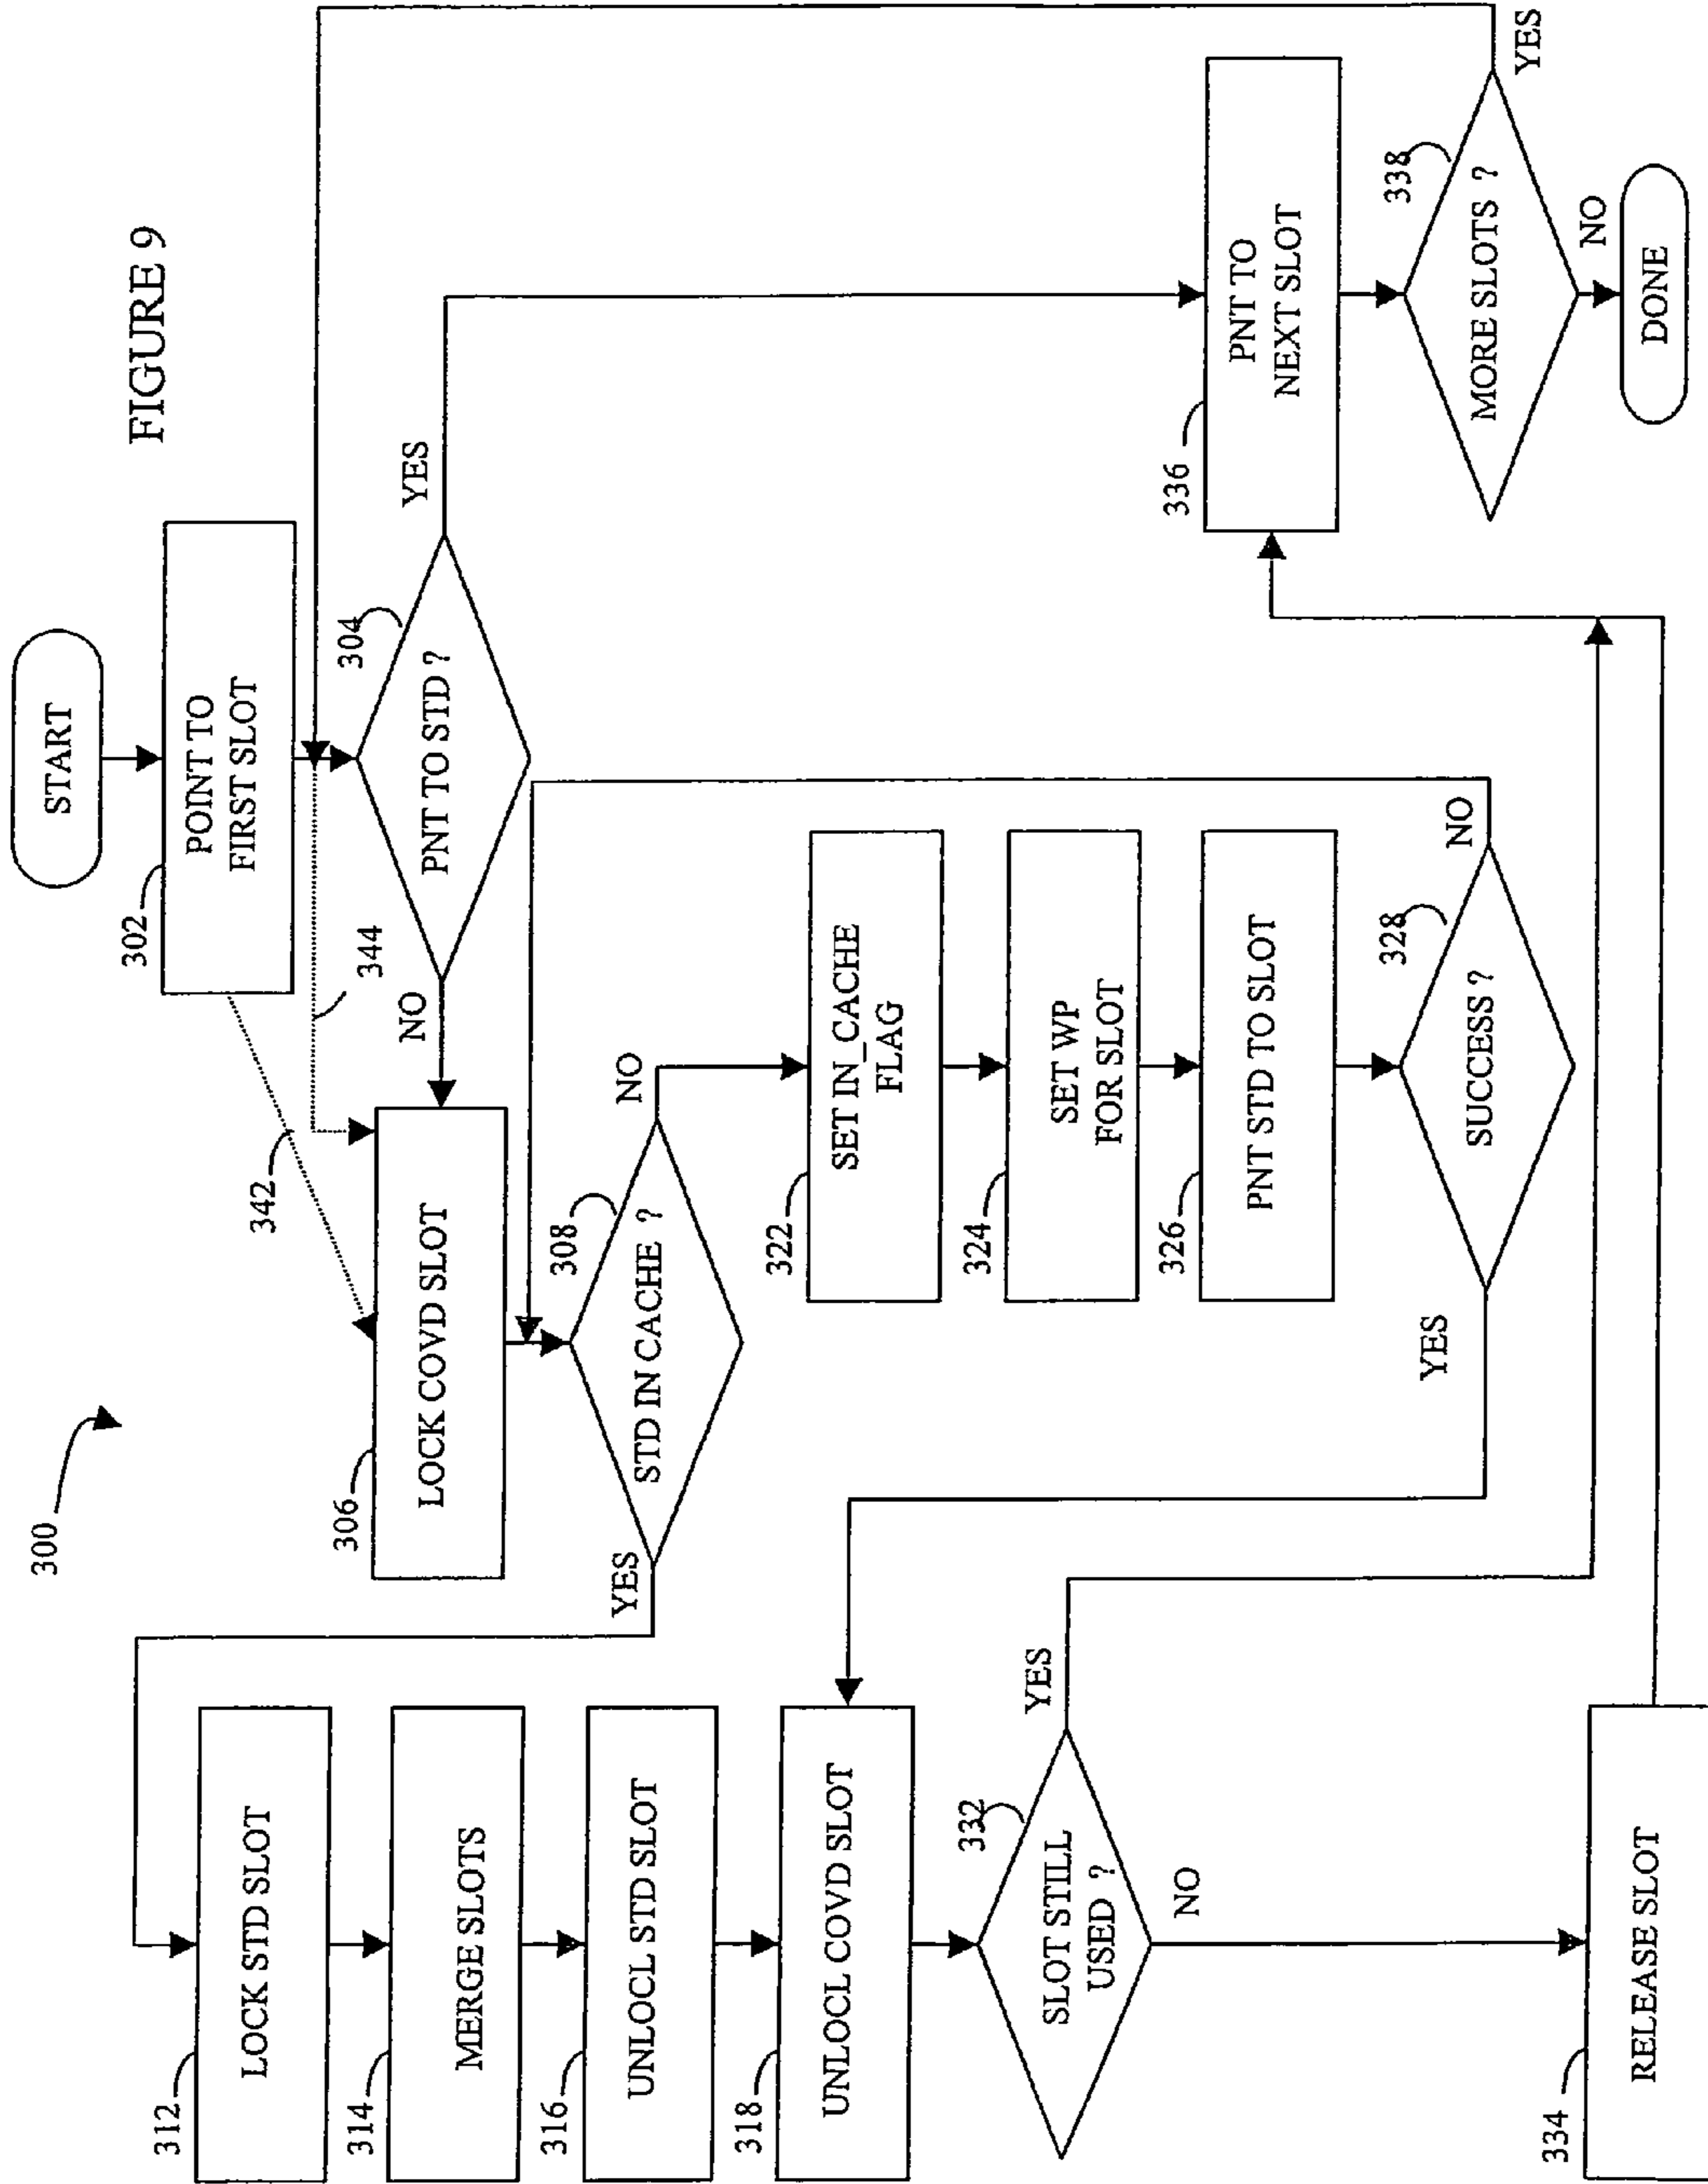 FIGURE 9
300
START
302
POINT TO
FIRST SLOT
342
344
304
PNT TO STD ?
YES
NO
306
LOCK COVD SLOT
308
STD IN CACHE ?
YES
NO
312
LOCK STD SLOT
314
MERGE SLOTS
316
UNLOCL STD SLOT
318
UNLOCL COVD SLOT
322
SET IN_CACHE
FLAG
324
SET WP
FOR SLOT
326
PNT STD TO SLOT
328
SUCCESS ?
YES
NO
332
SLOT STILL
USED ?
YES
NO
334
RELEASE SLOT
336
PNT TO
NEXT SLOT
338
MORE SLOTS ?
YES
NO
DONE